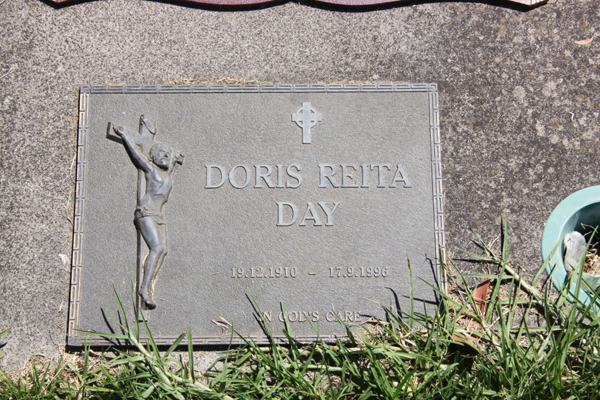 DORIS REITA
DAY
19.12.1910 – 17.9.1996
IN GOD'S CARE